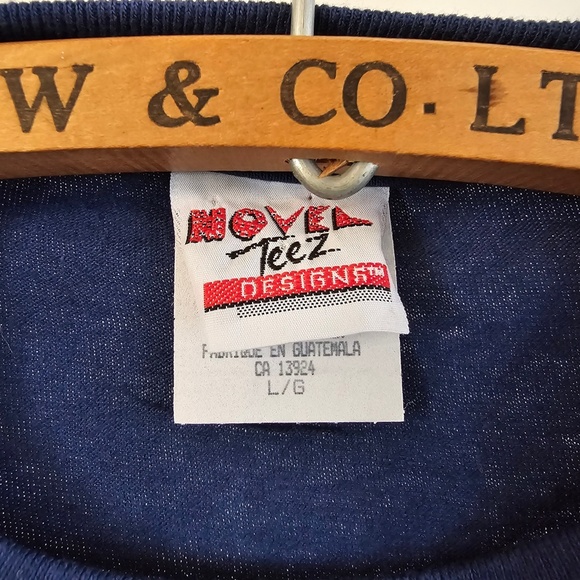 W & CO. LT
NOVEL
Teez
DESIGNS™
FABRIQUE EN GUATEMALA
CA 13924
L/G